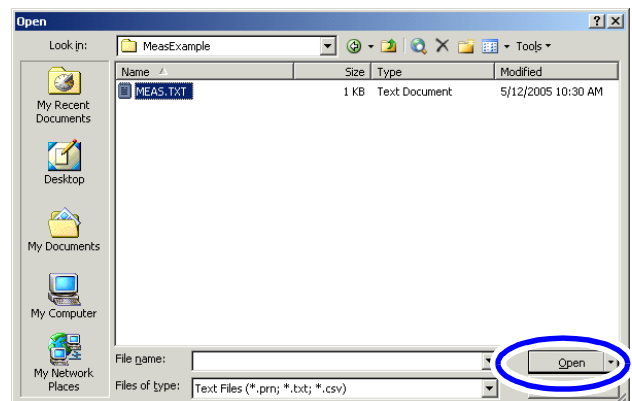 Open
Look in: MeasExample Tools
Name Size Type Modified
MEAS.TXT 1 KB Text Document 5/12/2005 10:30 AM
My Recent
Documents
Desktop
My Documents
My Computer
My Network
Places
File name: Open
Files of type: Text Files (*.prn; *.txt; *.csv)